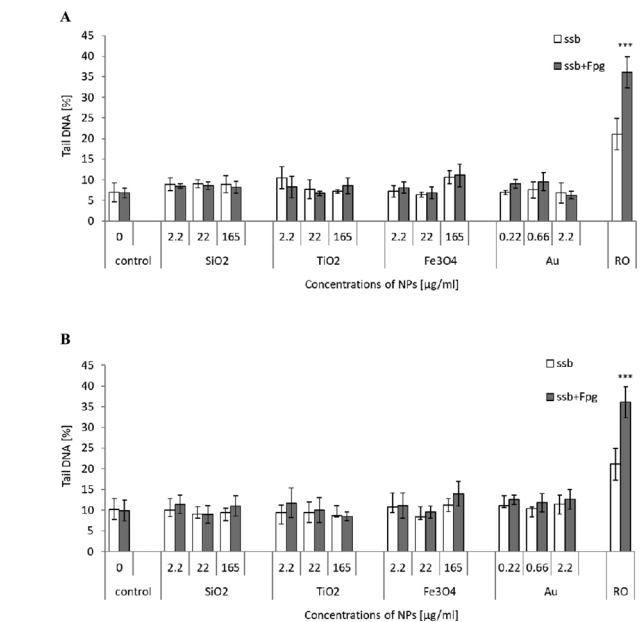 A
45
40
35
30
25
20
15
10
5
0
Tail DNA [%]
ssb
ssb+Fpg
***
0 2.2 22 165 2.2 22 165 2.2 22 165 0.22 0.66 2.2
control SiO2 TiO2 Fe3O4 Au RO
Concentrations of NPs [µg/ml]
B
45
40
35
30
25
20
15
10
5
0
Tail DNA [%]
ssb
ssb+Fpg
***
0 2.2 22 165 2.2 22 165 2.2 22 165 0.22 0.66 2.2
control SiO2 TiO2 Fe3O4 Au RO
Concentrations of NPs [µg/ml]